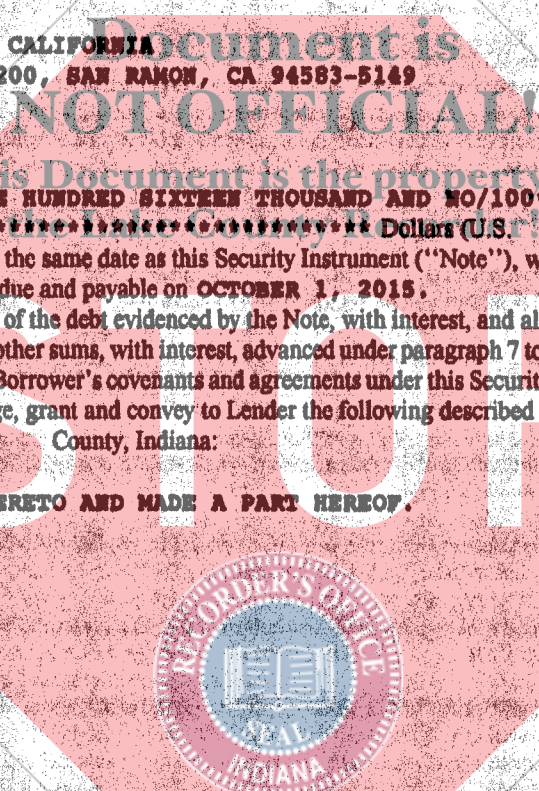 CALIFORNIA
Document is
200, SAN RAMON, CA 94583-5149
NOT OFFICIAL!
is Document is the property
HUNDRED SIXTEEN THOUSAND AND NO/100
the Lake County Recorder!
Dollars (U.S.
the same date as this Security Instrument (“Note”), w
due and payable on OCTOBER 1, 2015.
of the debt evidenced by the Note, with interest, and al
other sums, with interest, advanced under paragraph 7 to
Borrower's covenants and agreements under this Securit
ge, grant and convey to Lender the following described
County, Indiana:
STOP
ERETO AND MADE A PART HEREOF.
RECORDER'S OFFICE
SEAL
INDIANA